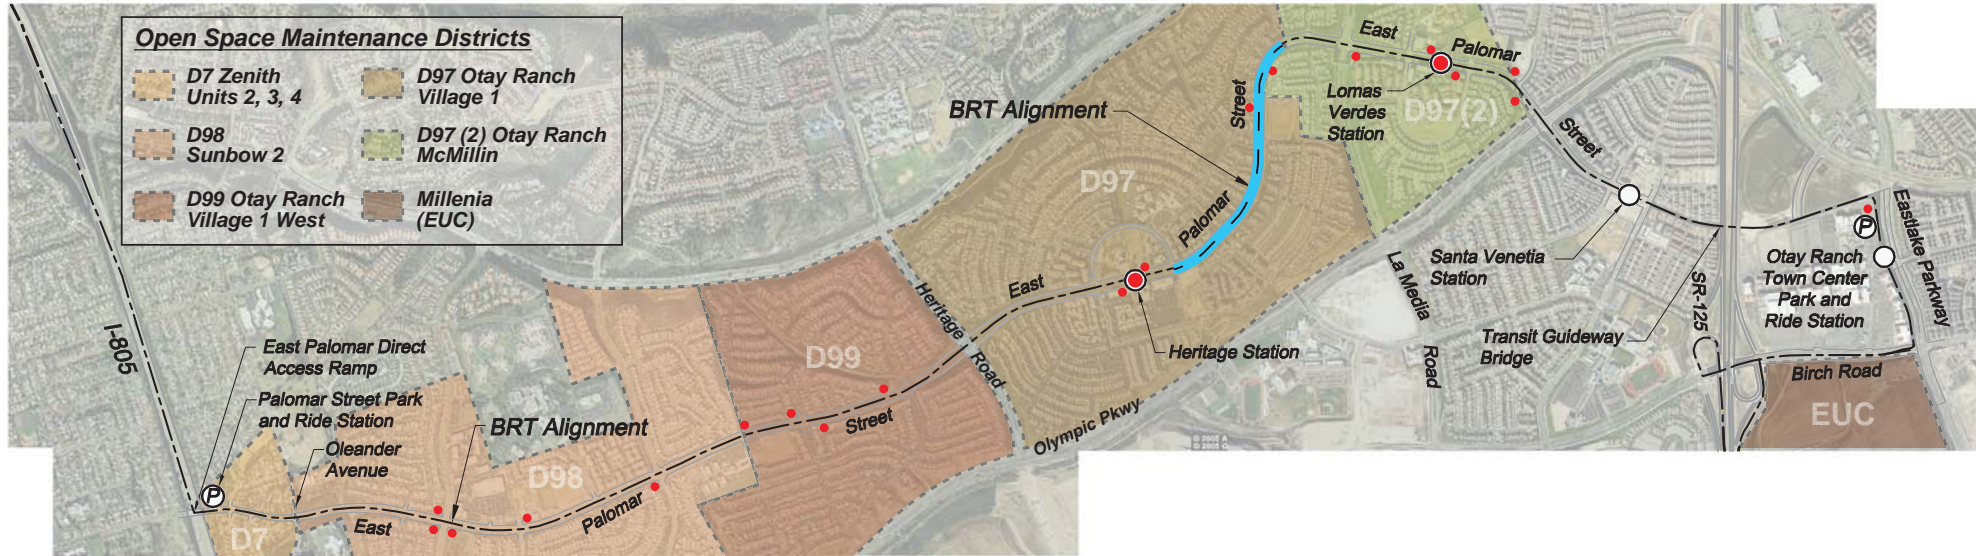 Open Space Maintenance Districts
D7 Zenith
Units 2, 3, 4
D97 Otay Ranch
Village 1
D98
Sunbow 2
D97 (2) Otay Ranch
McMillin
D99 Otay Ranch
Village 1 West
Millenia
(EUC)
I-805
East Palomar Direct
Access Ramp
Palomar Street Park
and Ride Station
Oleander
Avenue
P
D7
East
BRT Alignment
D98
Palomar
D99
Street
Heritage
Road
East
D97
Palomar
Street
BRT Alignment
Heritage Station
Olympic Pkwy
East
Palomar
Street
Lomas
Verdes
Station
D97(2)
La Media
Road
Santa Venetia
Station
Transit Guideway
Bridge
SR-125
P
Otay Ranch
Town Center
Park and
Ride Station
Eastlake Parkway
Birch Road
EUC